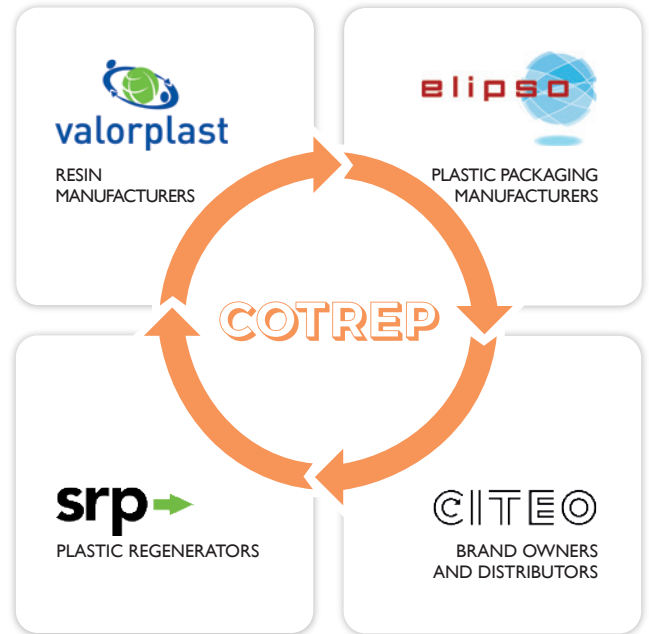 valorplast
RESIN
MANUFACTURERS
elipso
PLASTIC PACKAGING
MANUFACTURERS
COTREP
srp
PLASTIC REGENERATORS
CITEO
BRAND OWNERS
AND DISTRIBUTORS